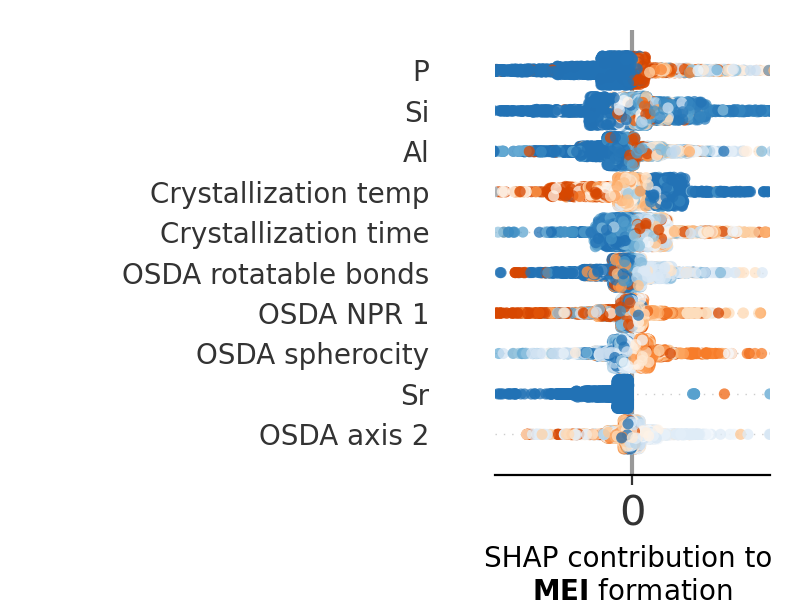 P
Si
Al
Crystallization temp
Crystallization time
OSDA rotatable bonds
OSDA NPR 1
OSDA spherocity
Sr
OSDA axis 2
0
SHAP contribution to
MEI formation